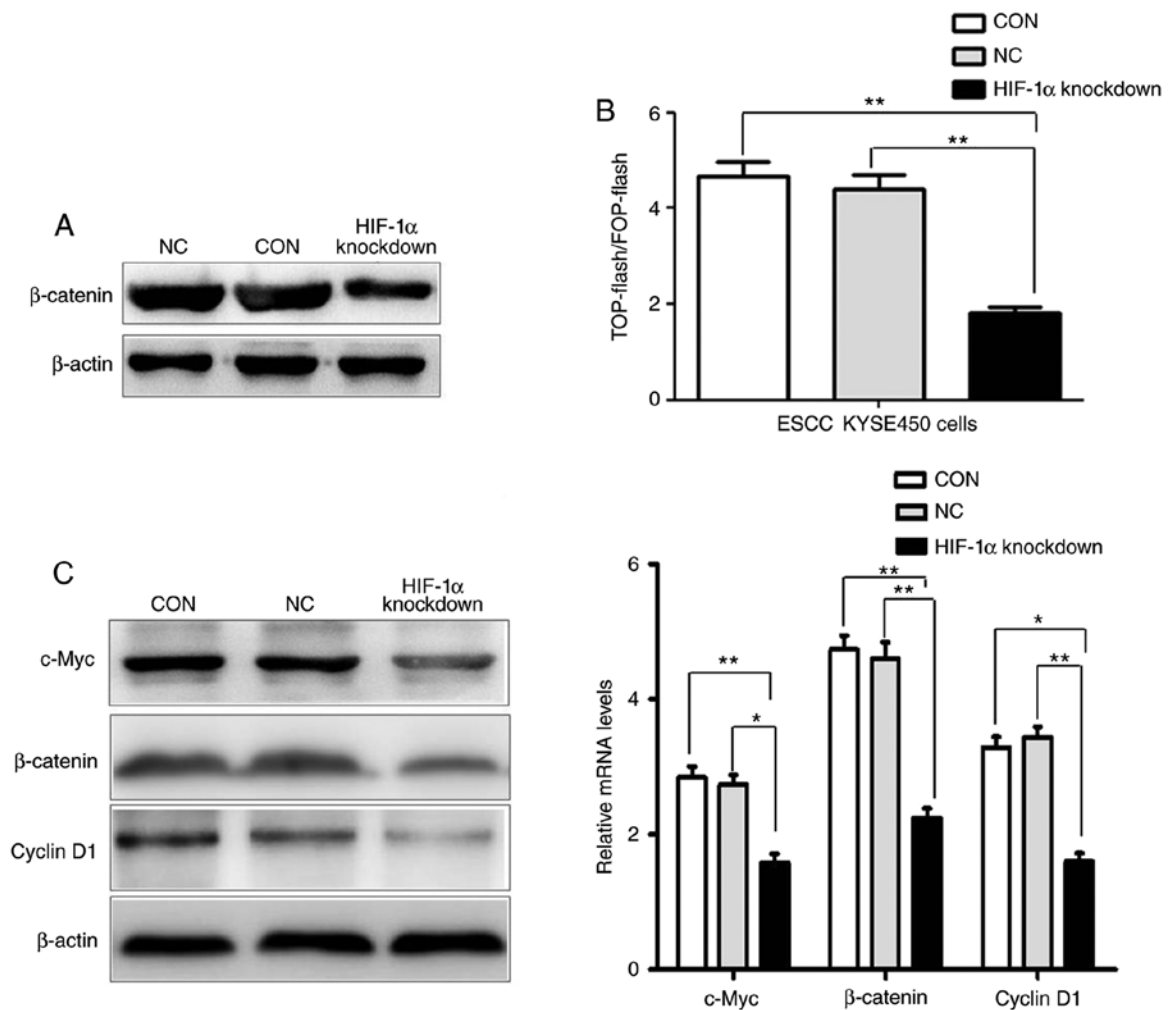 A
NC CON HIF-1α
knockdown
β-catenin
β-actin
CON
NC
HIF-1α knockdown
B
6
4
2
0
TOP-flash/FOP-flash
**
**
ESCC KYSE450 cells
C
CON NC HIF-1α
knockdown
c-Myc
β-catenin
Cyclin D1
β-actin
CON
NC
HIF-1α knockdown
6
4
2
0
Relative mRNA levels
**
*
**
**
*
**
c-Myc β-catenin Cyclin D1